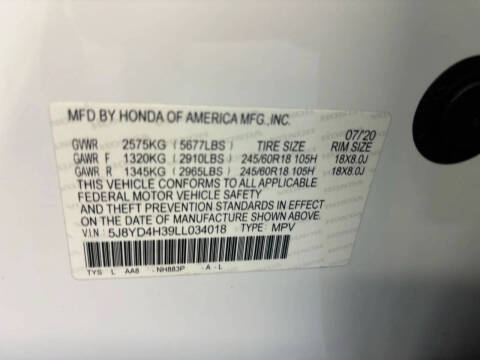 MFD BY HONDA OF AMERICA MFG., INC. 07/'20
GVWR 2575KG (5677LBS) TIRE SIZE RIM SIZE
GAWR F 1320KG (2910LBS) 245/60R18 105H 18X8.0J
GAWR R 1345KG (2965LBS) 245/60R18 105H 18X8.0J
THIS VEHICLE CONFORMS TO ALL APPLICABLE
FEDERAL MOTOR VEHICLE SAFETY
AND THEFT PREVENTION STANDARDS IN EFFECT
ON THE DATE OF MANUFACTURE SHOWN ABOVE.
V.I.N: 5J8YD4H39LL034018 TYPE: MPV
TYS L AA8 NH883P A - L